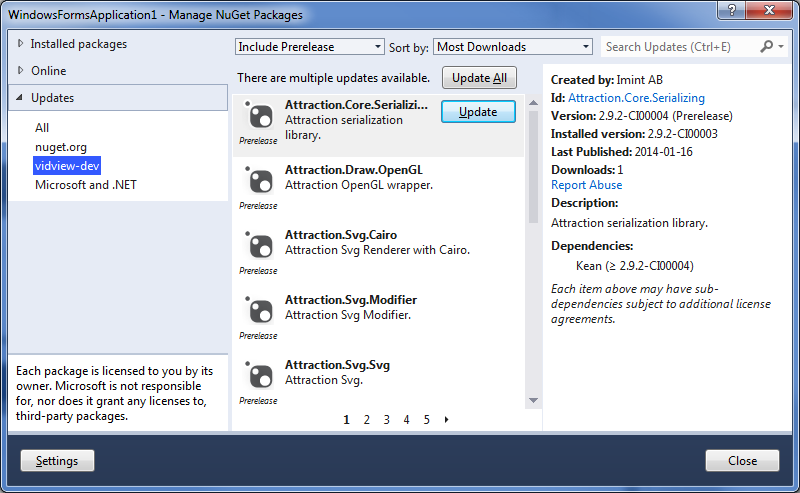 WindowsFormsApplication1 - Manage NuGet Packages
Installed packages
Online
Updates
All
nuget.org
vidview-dev
Microsoft and .NET
Each package is licensed to you by its
owner. Microsoft is not responsible
for, nor does it grant any licenses to,
third-party packages.
Include Prerelease
Sort by:
Most Downloads
Search Updates (Ctrl+E)
There are multiple updates available.
Update All
Attraction.Core.Serializi...
Update
Attraction serialization
library.
Prerelease
Attraction.Draw.OpenGL
Attraction OpenGL wrapper.
Prerelease
Attraction.Svg.Cairo
Attraction Svg Renderer with Cairo.
Prerelease
Attraction.Svg.Modifier
Attraction Svg Modifier.
Prerelease
Attraction.Svg.Svg
Attraction Svg.
Prerelease
1 2 3 4 5
Created by: Imint AB
Id: Attraction.Core.Serializing
Version: 2.9.2-CI00004 (Prerelease)
Installed version: 2.9.2-CI00003
Last Published: 2014-01-16
Downloads: 1
Report Abuse
Description:
Attraction serialization library.
Dependencies:
Kean (≥ 2.9.2-CI00004)
Each item above may have sub-
dependencies subject to additional license
agreements.
Settings
Close